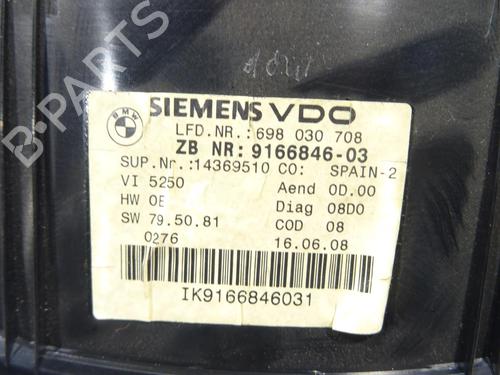 BMW
SIEMENS VDO
LFD.NR.:698 030 708
ZB NR: 9166846-03
SUP.Nr.:14369510 CO: SPAIN-2
VI 5250 Aend 0D.00
HW 0E Diag 08D0
SW 79.50.81 COD 08
0276 16.06.08
IK9166846031
B-PARTS